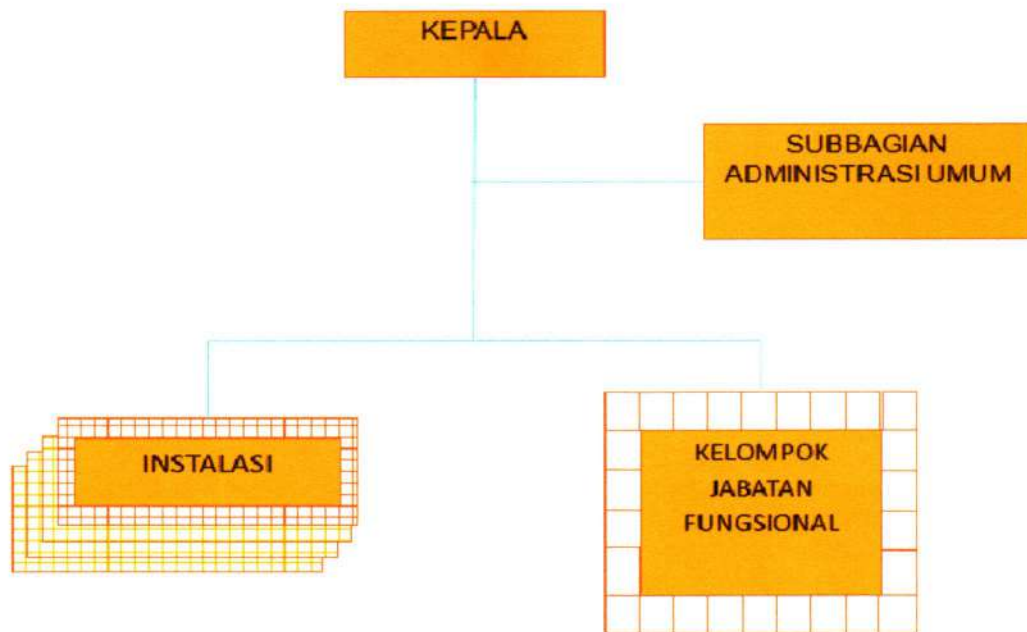 KEPALA
SUBBAGIAN
ADMINISTRASI UMUM
INSTALASI
KELOMPOK
JABATAN
FUNGSIONAL